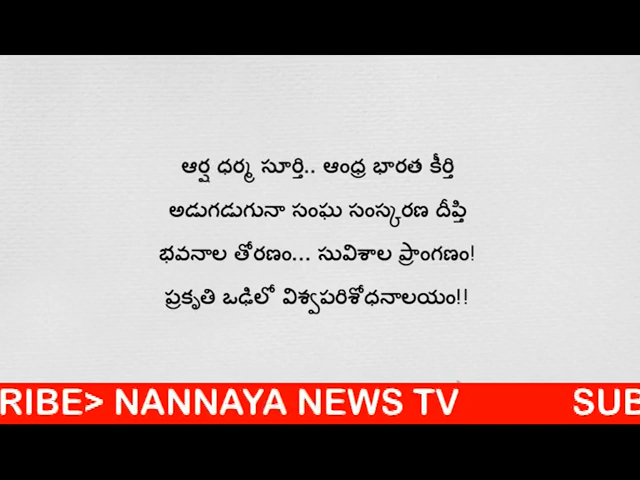 ఆర్ష ధర్మ సూర్తి.. ఆంధ్ర భారత కీర్తి
అడుగడుగునా సంఘ సంస్కరణ దీప్తి
భవనాల తోరణం... సువిశాల ప్రాంగణం!
ప్రకృతి ఒడిలో విశ్వపరిశోధనాలయం!!
RIBE> NANNAYA NEWS TV SUB